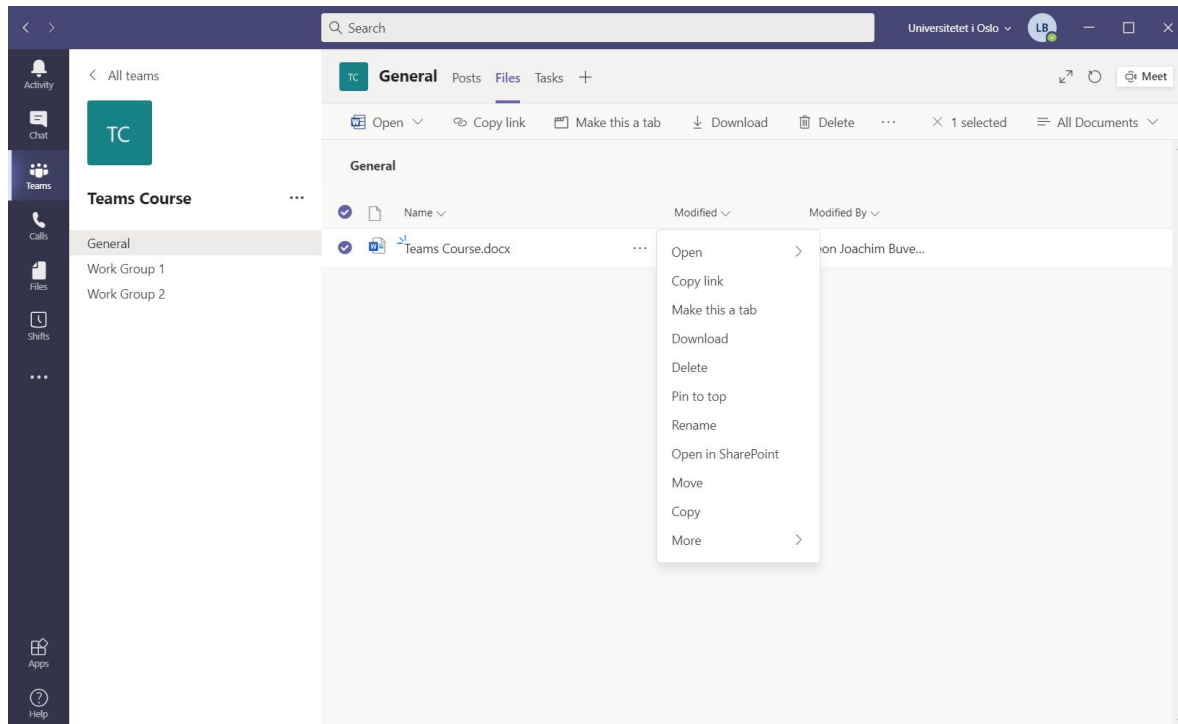 Search
Universitetet i Oslo
LB
Activity
Chat
Teams
Calls
Files
Shifts
Apps
Help
All teams
TC
Teams Course
General
Work Group 1
Work Group 2
TC General Posts Files Tasks
Meet
Open Copy link Make this a tab Download Delete ... 1 selected All Documents
General
Name Modified Modified By
Teams Course.docx ... Joachim Buve...
Open
Copy link
Make this a tab
Download
Delete
Pin to top
Rename
Open in SharePoint
Move
Copy
More